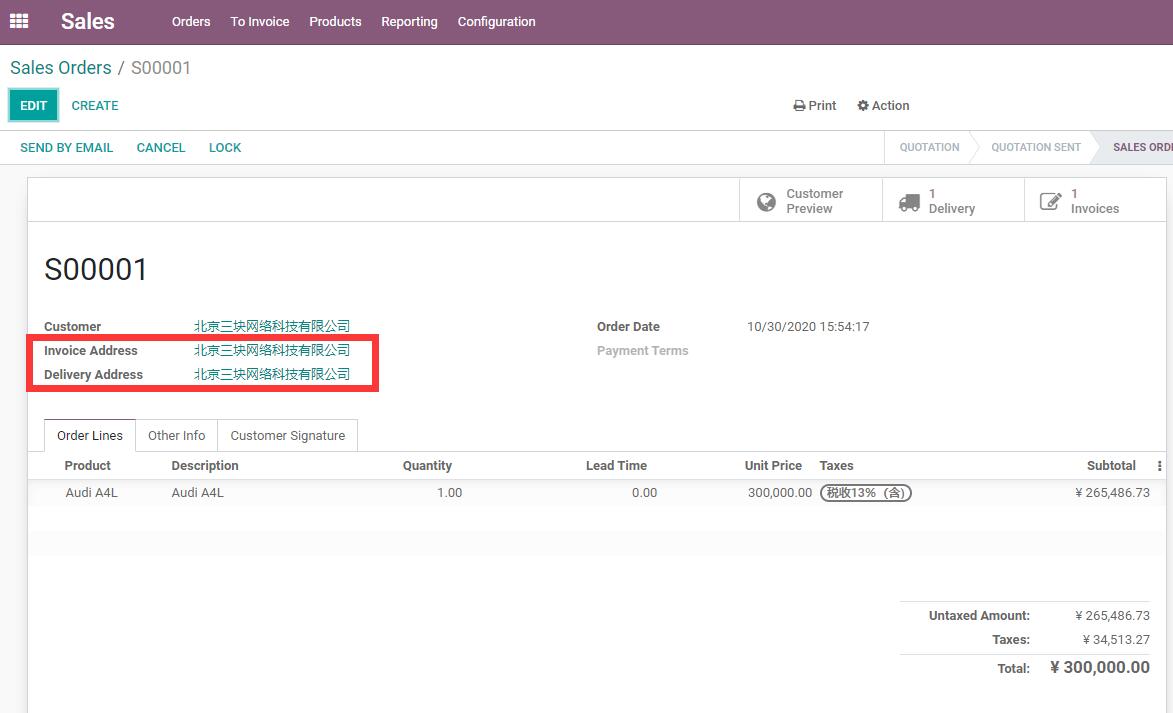 Sales Orders To Invoice Products Reporting Configuration
Sales Orders / S00001
EDIT CREATE Print Action
SEND BY EMAIL CANCEL LOCK QUOTATION QUOTATION SENT SALES ORDE
Customer Preview 1 Delivery 1 Invoices
S00001
Customer 北京三块网络科技有限公司 Order Date 10/30/2020 15:54:17
Invoice Address 北京三块网络科技有限公司 Payment Terms
Delivery Address 北京三块网络科技有限公司
Order Lines Other Info Customer Signature
Product Description Quantity Lead Time Unit Price Taxes Subtotal
Audi A4L Audi A4L 1.00 0.00 300,000.00 税收13%（含） ¥ 265,486.73
Untaxed Amount: ¥ 265,486.73
Taxes: ¥ 34,513.27
Total: ¥ 300,000.00